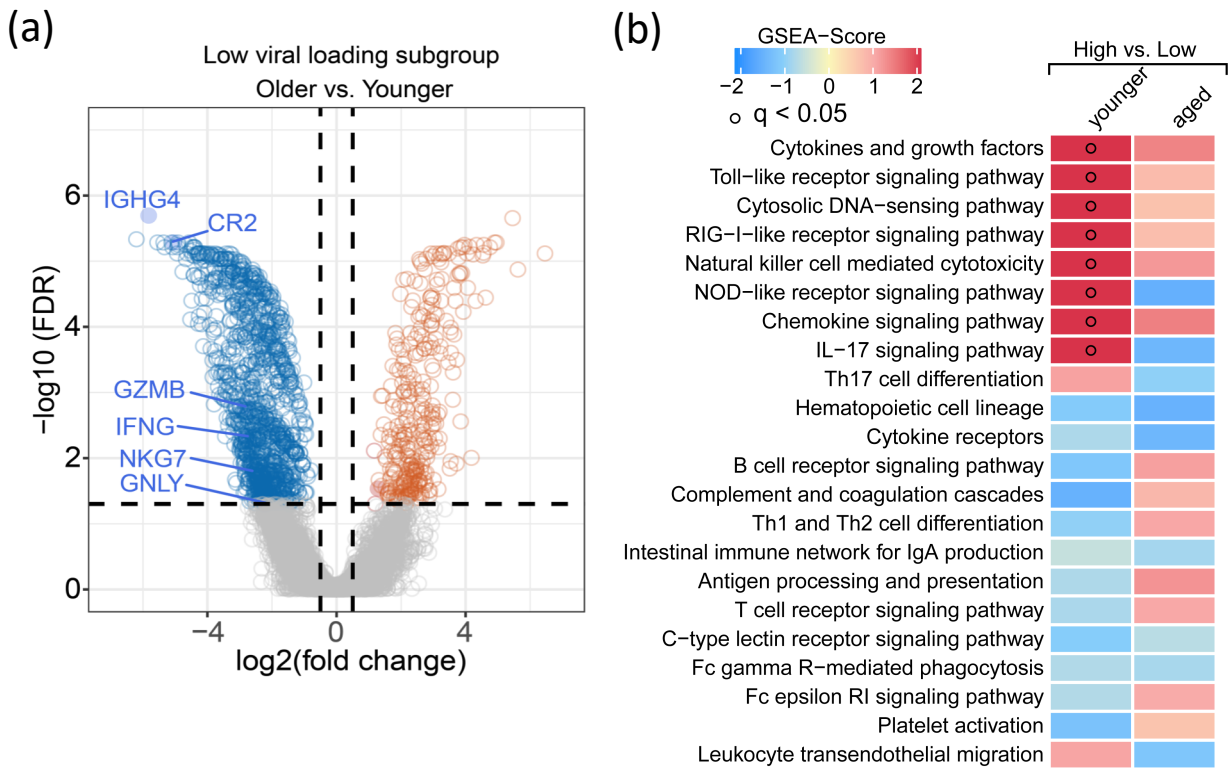 (a)
Low viral loading subgroup
Older vs. Younger
−log10 (FDR)
6
4
2
0
IGHG4
CR2
GZMB
IFNG
NKG7
GNLY
−4
0
4
log2(fold change)
(b)
GSEA−Score
−2
−1
0
1
2
q < 0.05
High vs. Low
younger
aged
Cytokines and growth factors
Toll−like receptor signaling pathway
Cytosolic DNA−sensing pathway
RIG−I−like receptor signaling pathway
Natural killer cell mediated cytotoxicity
NOD−like receptor signaling pathway
Chemokine signaling pathway
IL−17 signaling pathway
Th17 cell differentiation
Hematopoietic cell lineage
Cytokine receptors
B cell receptor signaling pathway
Complement and coagulation cascades
Th1 and Th2 cell differentiation
Intestinal immune network for IgA production
Antigen processing and presentation
T cell receptor signaling pathway
C−type lectin receptor signaling pathway
Fc gamma R−mediated phagocytosis
Fc epsilon RI signaling pathway
Platelet activation
Leukocyte transendothelial migration